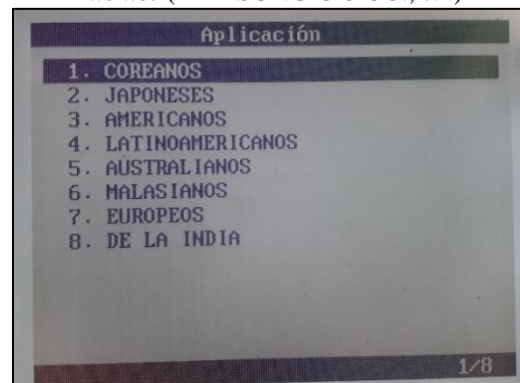 Aplicación
1. COREANOS
2. JAPONESES
3. AMERICANOS
4. LATINOAMERICANOS
5. AUSTRALIANOS
6. MALASIANOS
7. EUROPEOS
8. DE LA INDIA
1/8